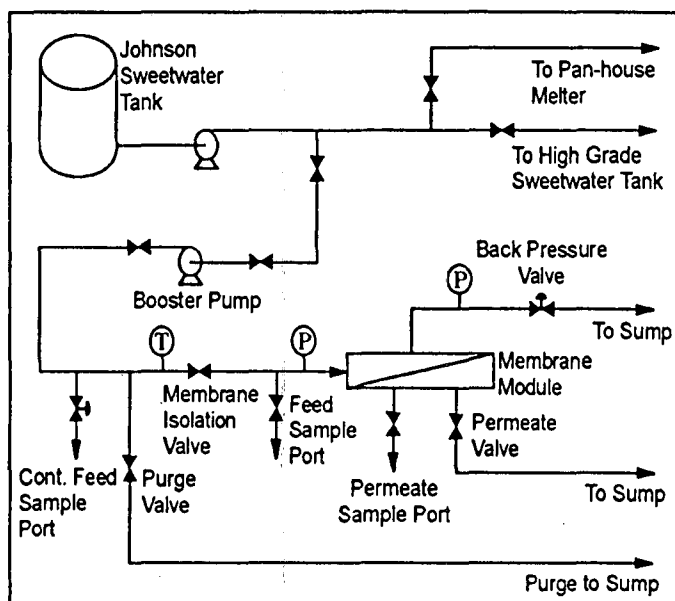 Johnson
Sweetwater
Tank
To Pan-house
Melter
To High Grade
Sweetwater Tank
Back Pressure
Valve
P
Booster Pump
To Sump
T
P
Membrane
Module
Membrane
Isolation
Valve
Feed
Sample
Port
Permeate
Valve
Cont. Feed
Sample
Port
Purge
Valve
Permeate
Sample Port
To Sump
Purge to Sump